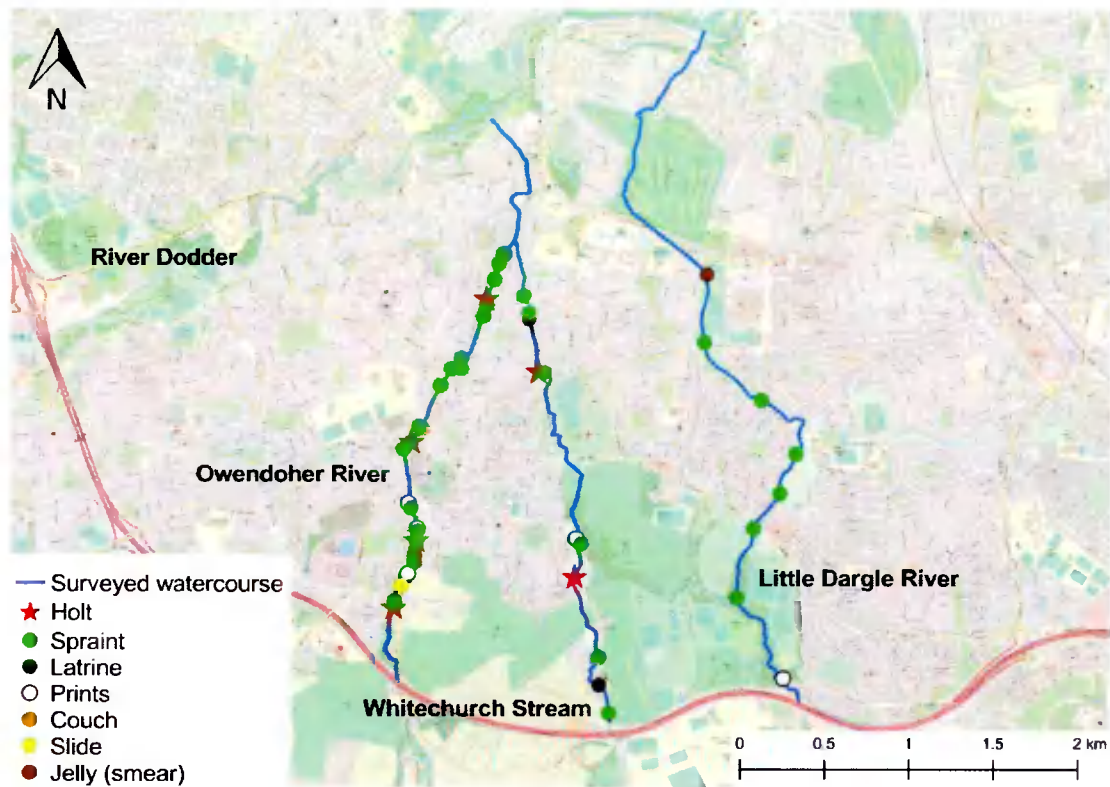 N
River Dodder
Owendoher River
Little Dargle River
Whitechurch Stream
Surveyed watercourse
Holt
Spraint
Latrine
Prints
Couch
Slide
Jelly (smear)
0 0.5 1 1.5 2 km